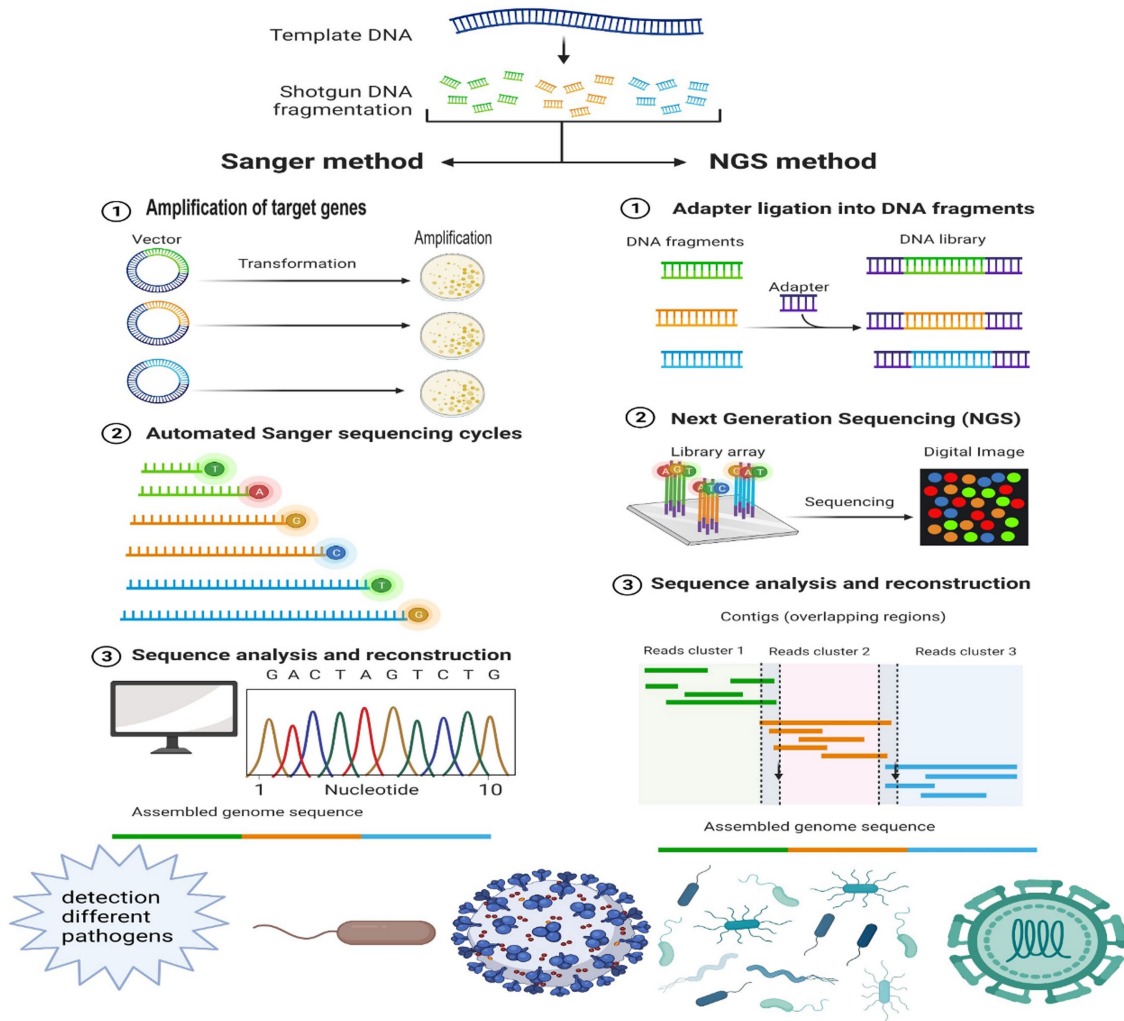 Template DNA
Shotgun DNA
fragmentation
Sanger method
NGS method
1 Amplification of target genes
Vector
Amplification
Transformation
2 Automated Sanger sequencing cycles
T
A
G
C
T
G
3 Sequence analysis and reconstruction
G A C T A G T C T G
1 Nucleotide 10
Assembled genome sequence
1 Adapter ligation into DNA fragments
DNA fragments
DNA library
Adapter
2 Next Generation Sequencing (NGS)
Library array
Digital Image
A G T
A T C
G A T
Sequencing
3 Sequence analysis and reconstruction
Contigs (overlapping regions)
Reads cluster 1
Reads cluster 2
Reads cluster 3
Assembled genome sequence
detection
different
pathogens